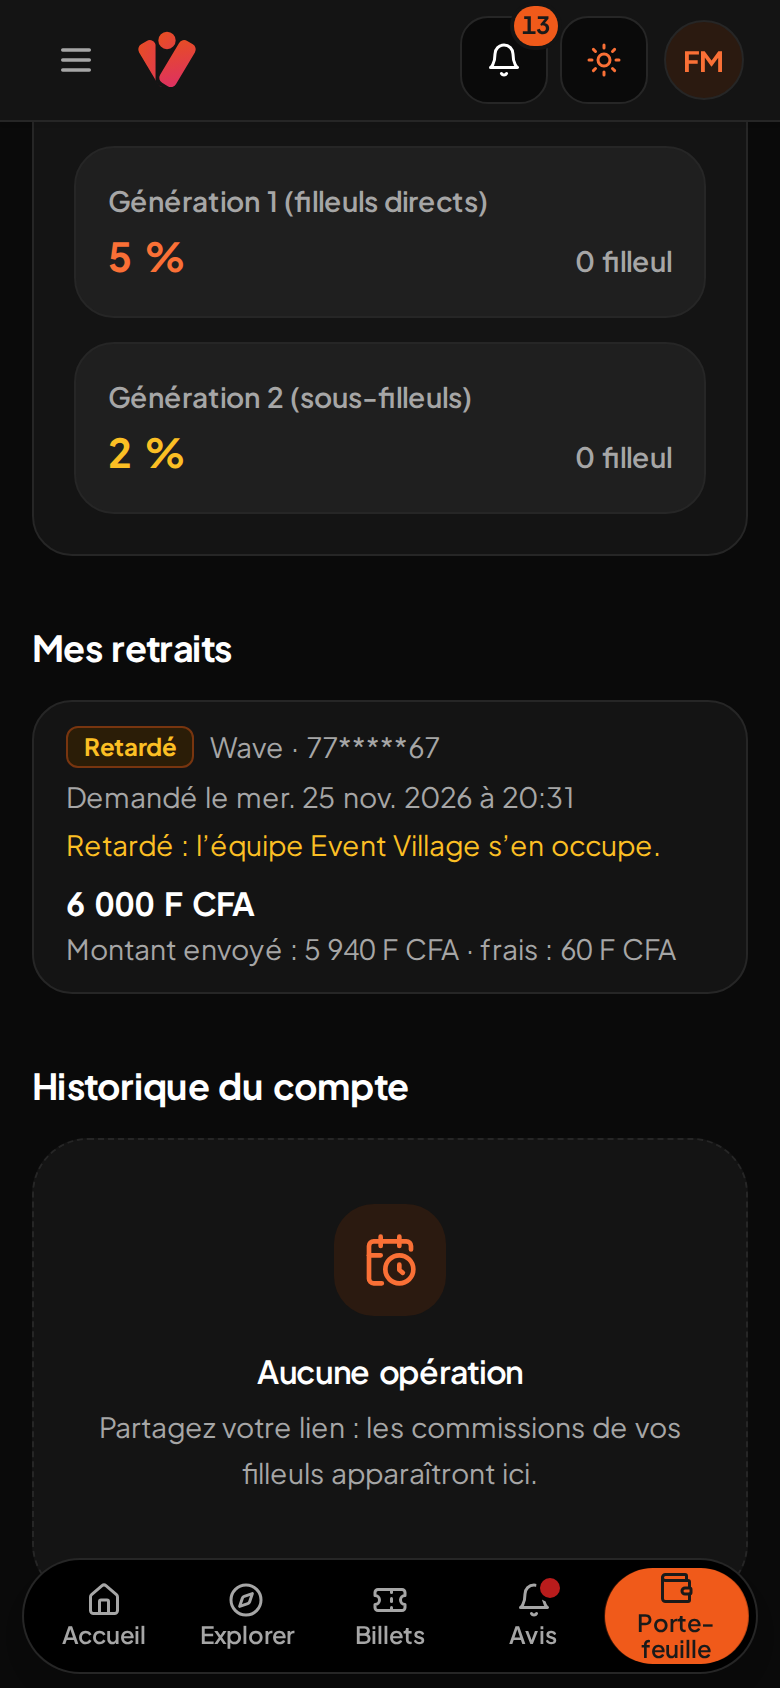 13
FM
Génération 1 (filleuls directs)
5 %
0 filleul
Génération 2 (sous-filleuls)
2 %
0 filleul
Mes retraits
Retardé Wave · 77*****67
Demandé le mer. 25 nov. 2026 à 20:31
Retardé : l’équipe Event Village s’en occupe.
6 000 F CFA
Montant envoyé : 5 940 F CFA · frais : 60 F CFA
Historique du compte
Aucune opération
Partagez votre lien : les commissions de vos
filleuls apparaîtront ici.
Accueil
Explorer
Billets
Avis
Porte-
feuille